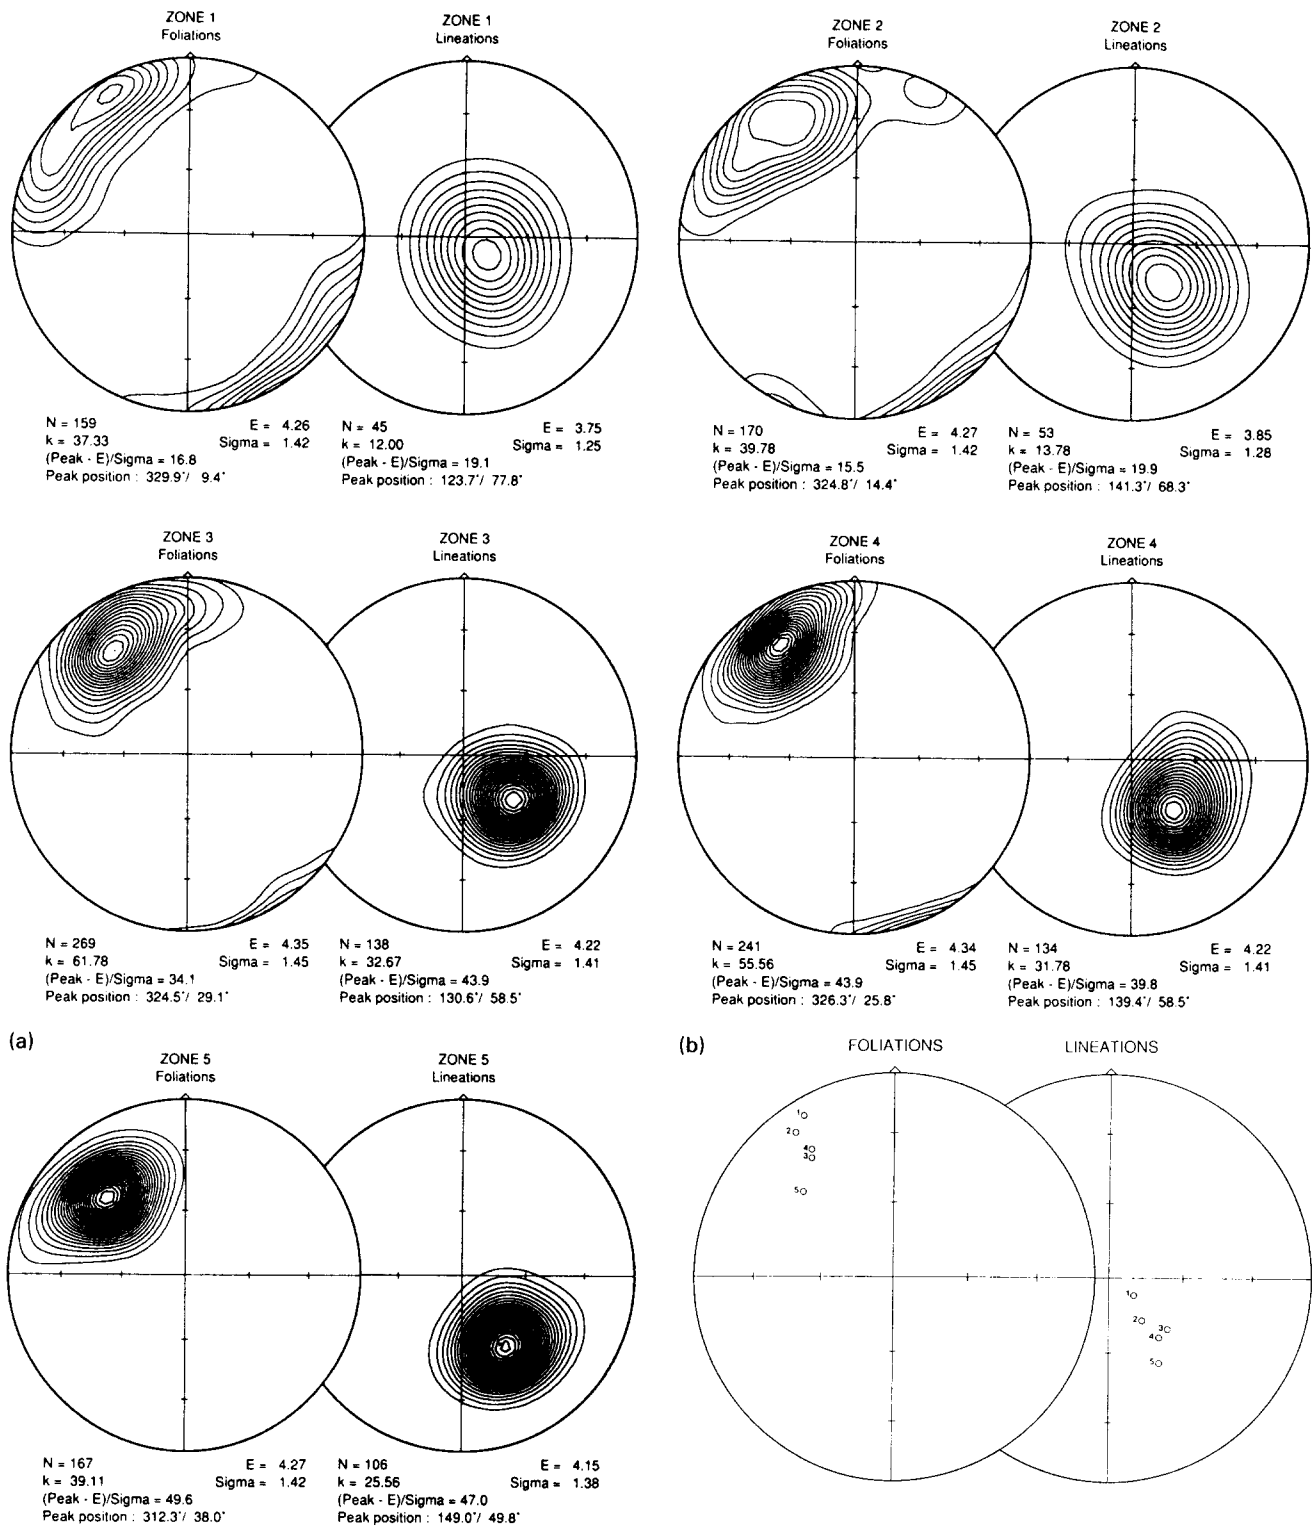 ZONE 1
Foliations
ZONE 1
Lineations
N = 159
k = 37.33
(Peak - E)/Sigma = 16.8
Peak position : 329.9°/ 9.4°
E = 4.26
Sigma = 1.42
N = 45
k = 12.00
(Peak - E)/Sigma = 19.1
Peak position : 123.7°/ 77.8°
E = 3.75
Sigma = 1.25
ZONE 2
Foliations
ZONE 2
Lineations
N = 170
k = 39.78
(Peak - E)/Sigma = 15.5
Peak position : 324.8°/ 14.4°
E = 4.27
Sigma = 1.42
N = 53
k = 13.78
(Peak - E)/Sigma = 19.9
Peak position : 141.3°/ 68.3°
E = 3.85
Sigma = 1.28
ZONE 3
Foliations
ZONE 3
Lineations
N = 269
k = 61.78
(Peak - E)/Sigma = 34.1
Peak position : 324.5°/ 29.1°
E = 4.35
Sigma = 1.45
N = 138
k = 32.67
(Peak - E)/Sigma = 43.9
Peak position : 130.6°/ 58.5°
E = 4.22
Sigma = 1.41
ZONE 4
Foliations
ZONE 4
Lineations
N = 241
k = 55.56
(Peak - E)/Sigma = 43.9
Peak position : 326.3°/ 25.8°
E = 4.34
Sigma = 1.45
N = 134
k = 31.78
(Peak - E)/Sigma = 39.8
Peak position : 139.4°/ 58.5°
E = 4.22
Sigma = 1.41
(a)
ZONE 5
Foliations
ZONE 5
Lineations
N = 167
k = 39.11
(Peak - E)/Sigma = 49.6
Peak position : 312.3°/ 38.0°
E = 4.27
Sigma = 1.42
N = 106
k = 25.56
(Peak - E)/Sigma = 47.0
Peak position : 149.0°/ 49.8°
E = 4.15
Sigma = 1.38
(b)
FOLIATIONS
LINEATIONS
1
2
4
3
5
1
2
3
4
5